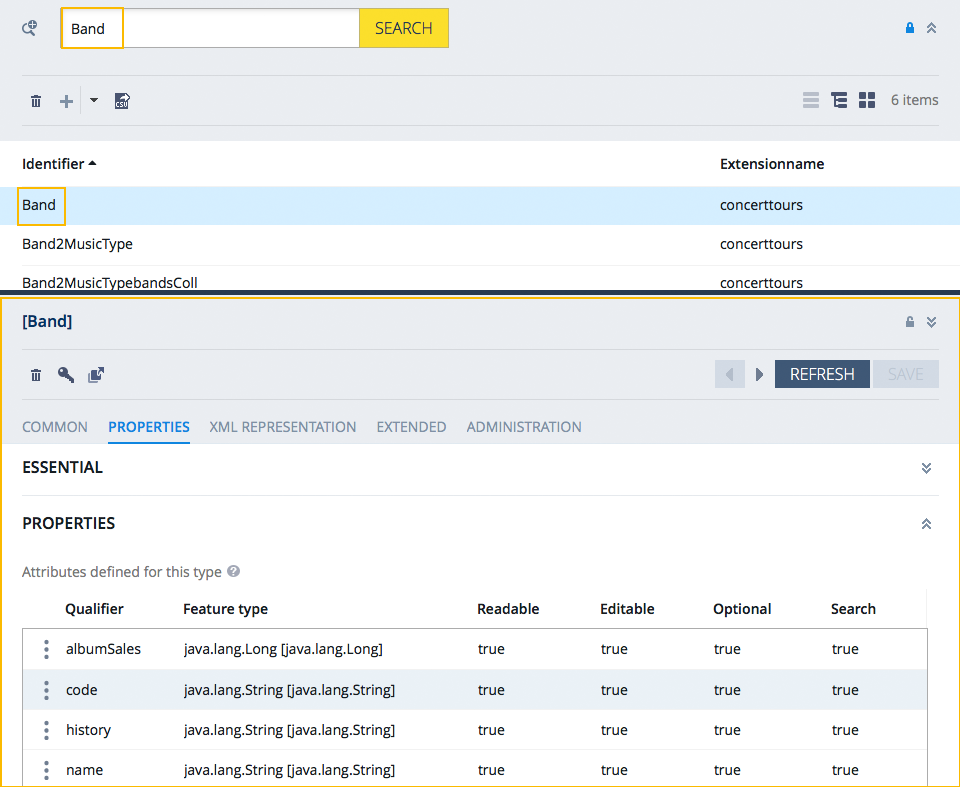 Band SEARCH
CSV 6 items
Identifier Extensionname
Band concerttours
Band2MusicType concerttours
Band2MusicTypebandsColl concerttours
[Band]
REFRESH SAVE
COMMON PROPERTIES XML REPRESENTATION EXTENDED ADMINISTRATION
ESSENTIAL
PROPERTIES
Attributes defined for this type ?
Qualifier Feature type Readable Editable Optional Search
albumSales java.lang.Long [java.lang.Long] true true true true
code java.lang.String [java.lang.String] true true true true
history java.lang.String [java.lang.String] true true true true
name java.lang.String [java.lang.String] true true true true